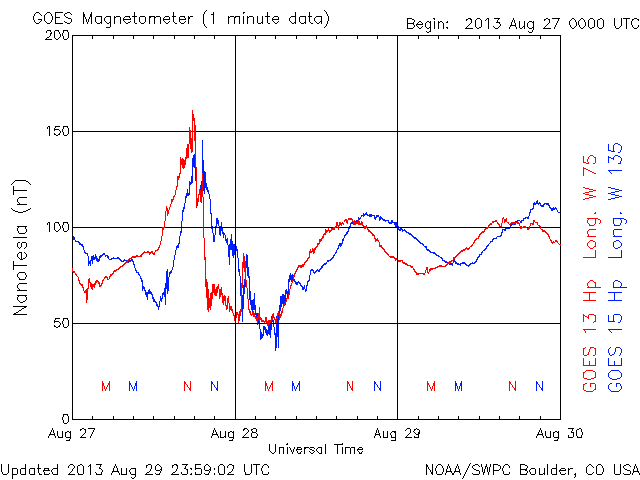 GOES Magnetometer (1 minute data)
Begin: 2013 Aug 27 0000 UTC
200
150
100
50
0
NanoTesla (nT)
M M N N M M N N M M N N
Aug 27 Aug 28 Aug 29 Aug 30
Universal Time
GOES 13 Hp Long. W 75
GOES 15 Hp Long. W 135
Updated 2013 Aug 29 23:59:02 UTC
NOAA/SWPC Boulder, CO USA